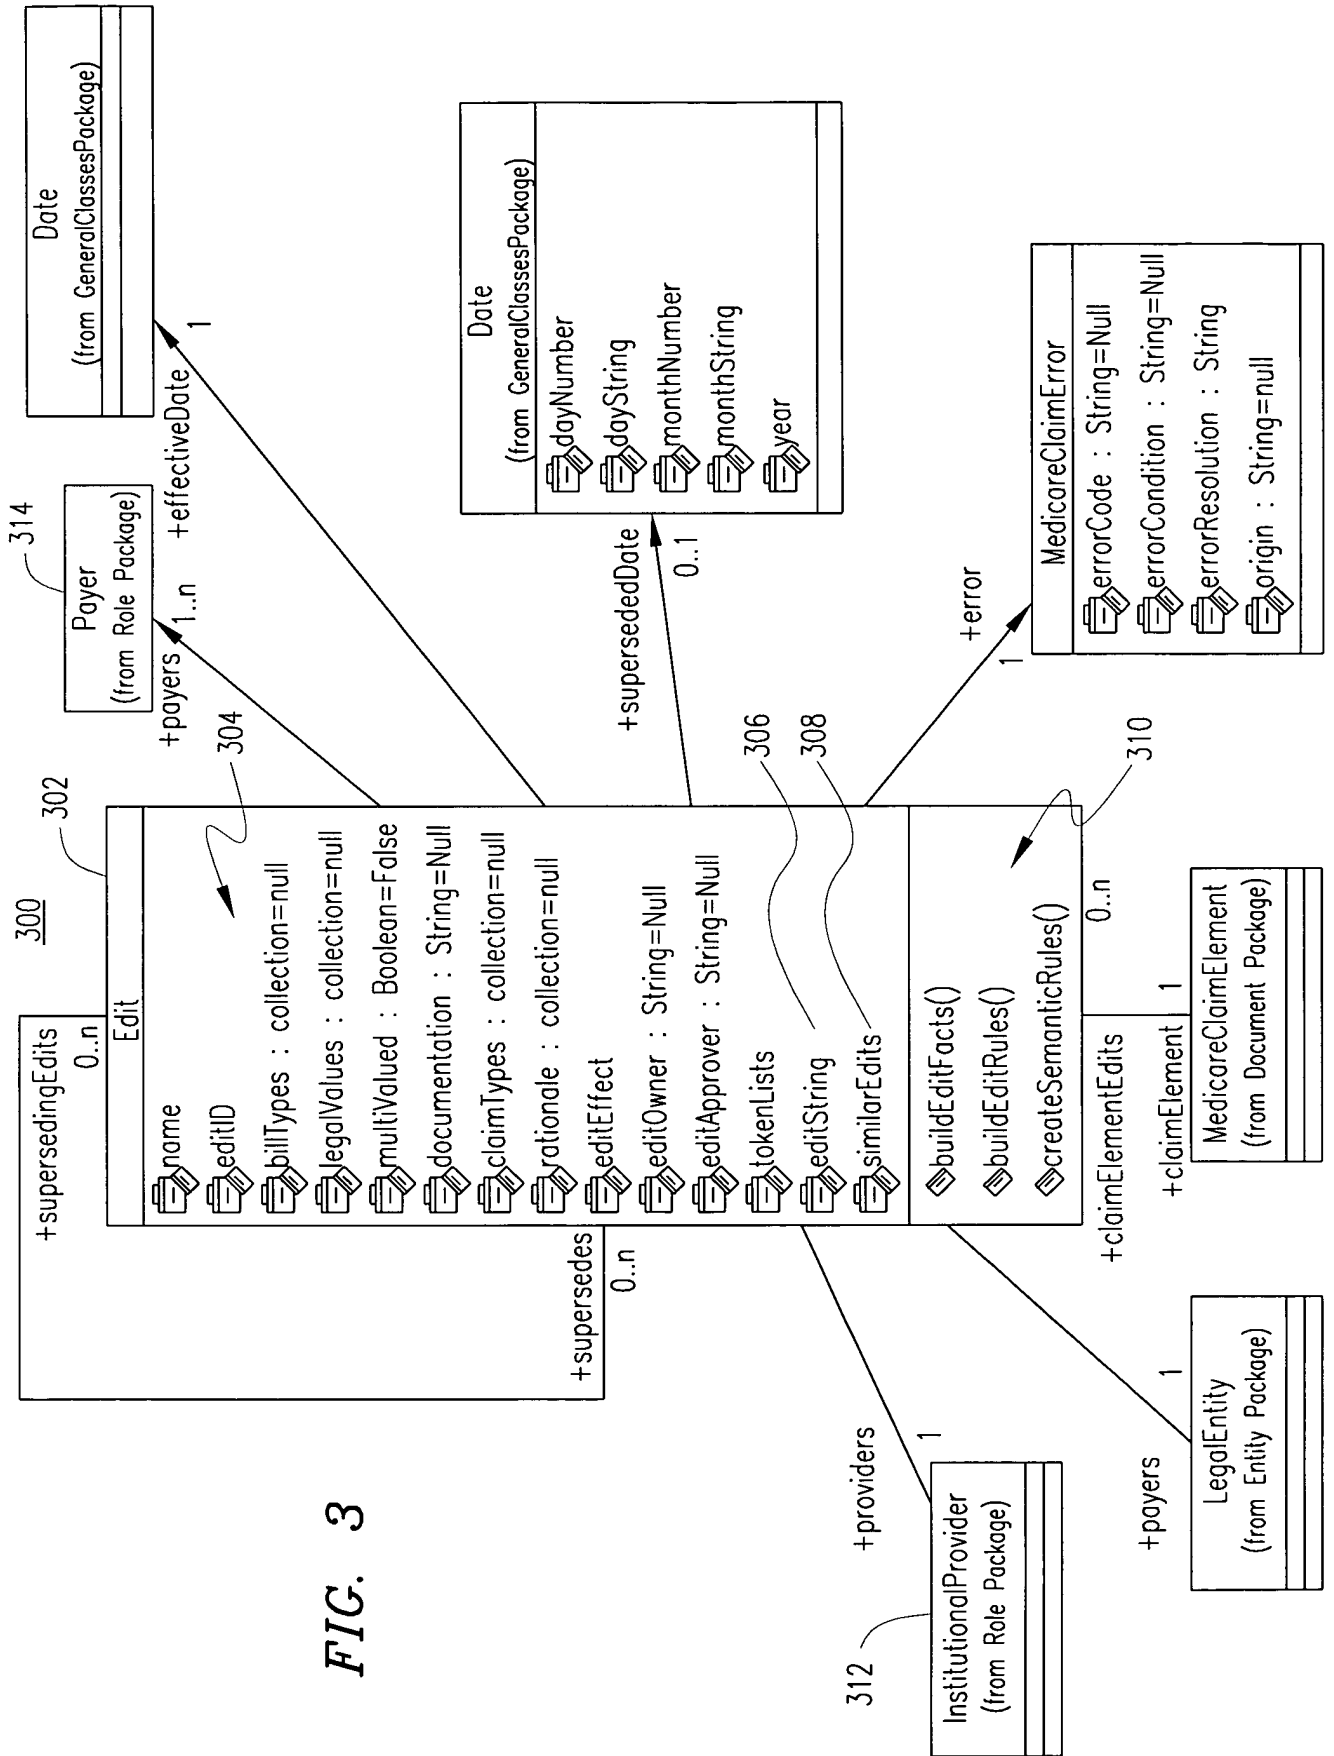 300
302
+supersedingEdits
0..n
Edit
name
editID
billTypes : collection=null
legalValues : collection=null
multiValued : Boolean=False
documentation : String=Null
claimTypes : collection=null
rationale : collection=null
editEffect
editOwner : String=Null
editApprover : String=Null
tokenLists
editString
similarEdits
buildEditFacts()
buildEditRules()
createSemanticRules()
304
306
308
310
+supersedes
0..n
314
Payer
(from Role Package)
+payers
1..n
Date
(from GeneralClassesPackage)
+effectiveDate
1
Date
(from GeneralClassesPackage)
dayNumber
dayString
monthNumber
monthString
year
+supersededDate
0..1
+error
1
MedicareClaimError
errorCode : String=Null
errorCondition : String=Null
errorResolution : String
origin : String=null
0..n
+claimElementEdits
+claimElement
1
MedicareClaimElement
(from Document Package)
+payers
1
LegalEntity
(from Entity Package)
+providers
1
312
InstitutionalProvider
(from Role Package)
FIG. 3